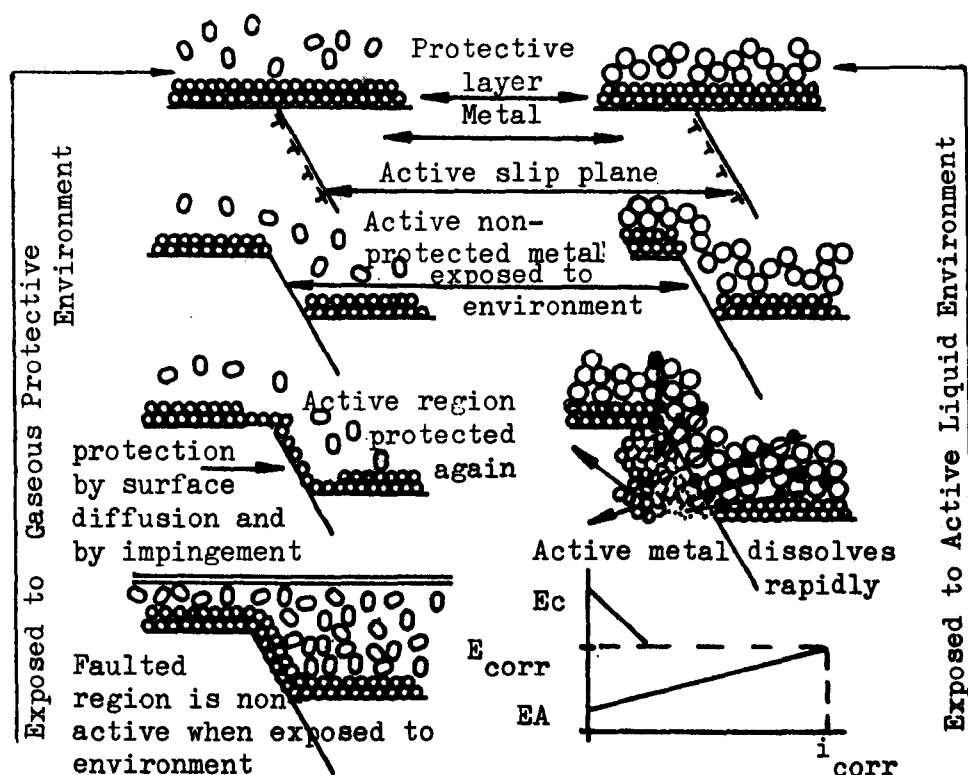 Protective
layer
Metal
Active slip plane
Exposed to Gaseous Protective
Environment
Active non-
protected metal
exposed to
environment
Active region
protected
again
protection
by surface
diffusion and
by impingement
Active metal dissolves
rapidly
Faulted
region is non
active when exposed to
environment
Ec
E corr
EA
i corr
Exposed to Active Liquid Environment